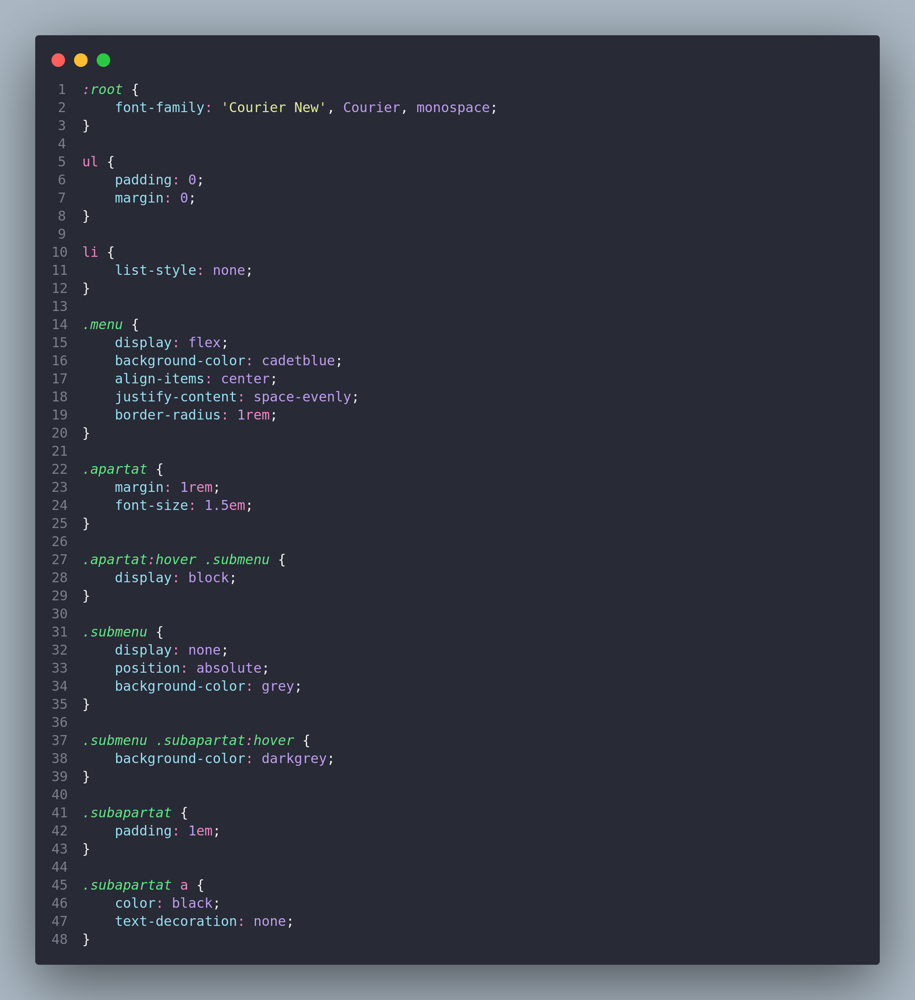 1 :root {
2     font-family: 'Courier New', Courier, monospace;
3 }
4
5 ul {
6     padding: 0;
7     margin: 0;
8 }
9
10 li {
11     list-style: none;
12 }
13
14 .menu {
15     display: flex;
16     background-color: cadetblue;
17     align-items: center;
18     justify-content: space-evenly;
19     border-radius: 1rem;
20 }
21
22 .apartat {
23     margin: 1rem;
24     font-size: 1.5em;
25 }
26
27 .apartat:hover .submenu {
28     display: block;
29 }
30
31 .submenu {
32     display: none;
33     position: absolute;
34     background-color: grey;
35 }
36
37 .submenu .subapartat:hover {
38     background-color: darkgrey;
39 }
40
41 .subapartat {
42     padding: 1em;
43 }
44
45 .subapartat a {
46     color: black;
47     text-decoration: none;
48 }